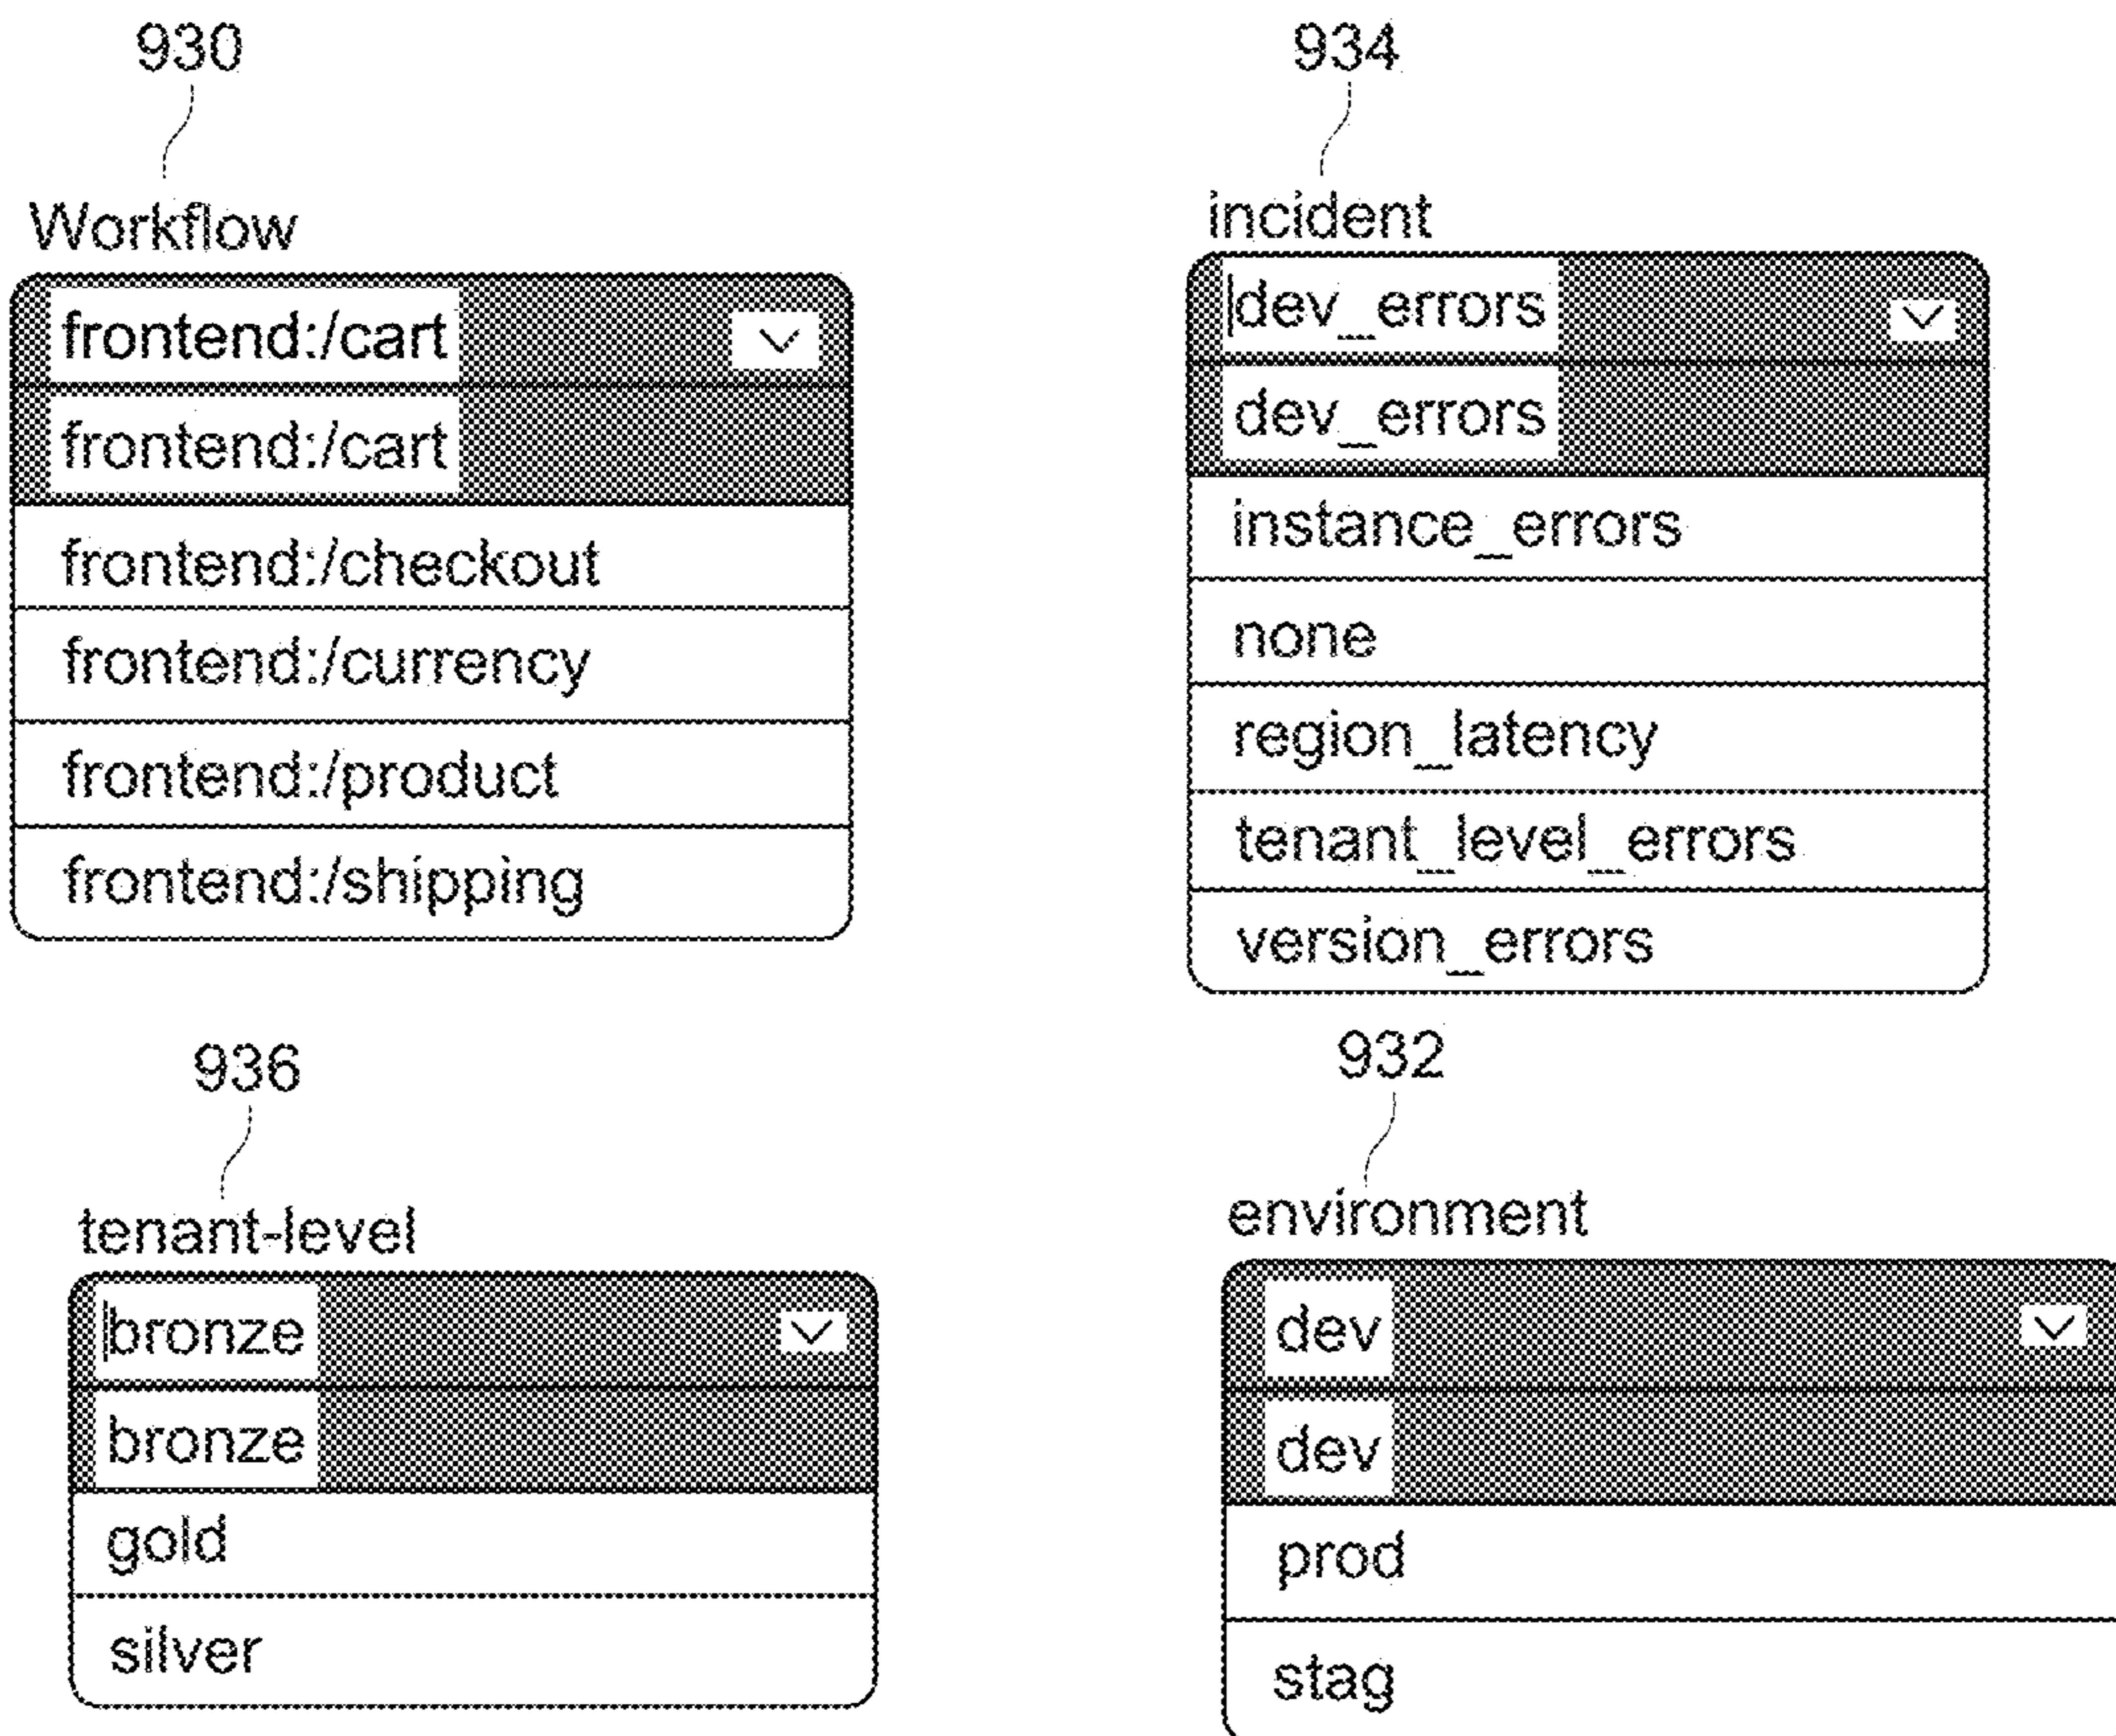 930
Workflow
frontend:/cart
frontend:/cart
frontend:/checkout
frontend:/currency
frontend:/product
frontend:/shipping
934
incident
dev_errors
dev_errors
instance_errors
none
region_latency
tenant_level_errors
version_errors
936
tenant-level
bronze
bronze
gold
silver
932
environment
dev
dev
prod
stag